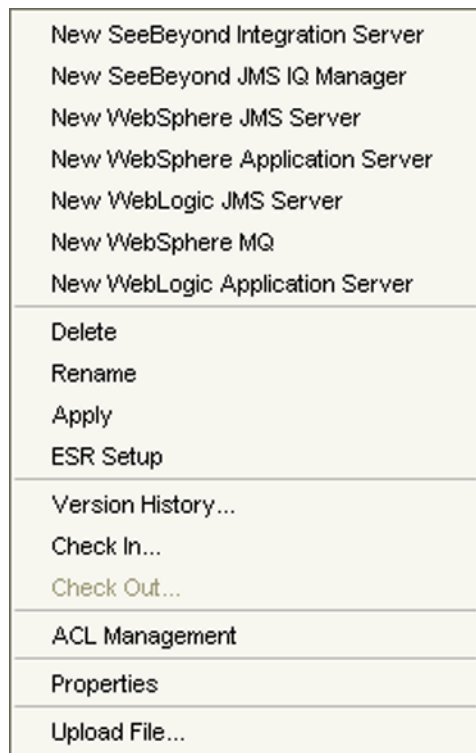 New SeeBeyond Integration Server
New SeeBeyond JMS IQ Manager
New WebSphere JMS Server
New WebSphere Application Server
New WebLogic JMS Server
New WebSphere MQ
New WebLogic Application Server
Delete
Rename
Apply
ESR Setup
Version History...
Check In...
Check Out...
ACL Management
Properties
Upload File...